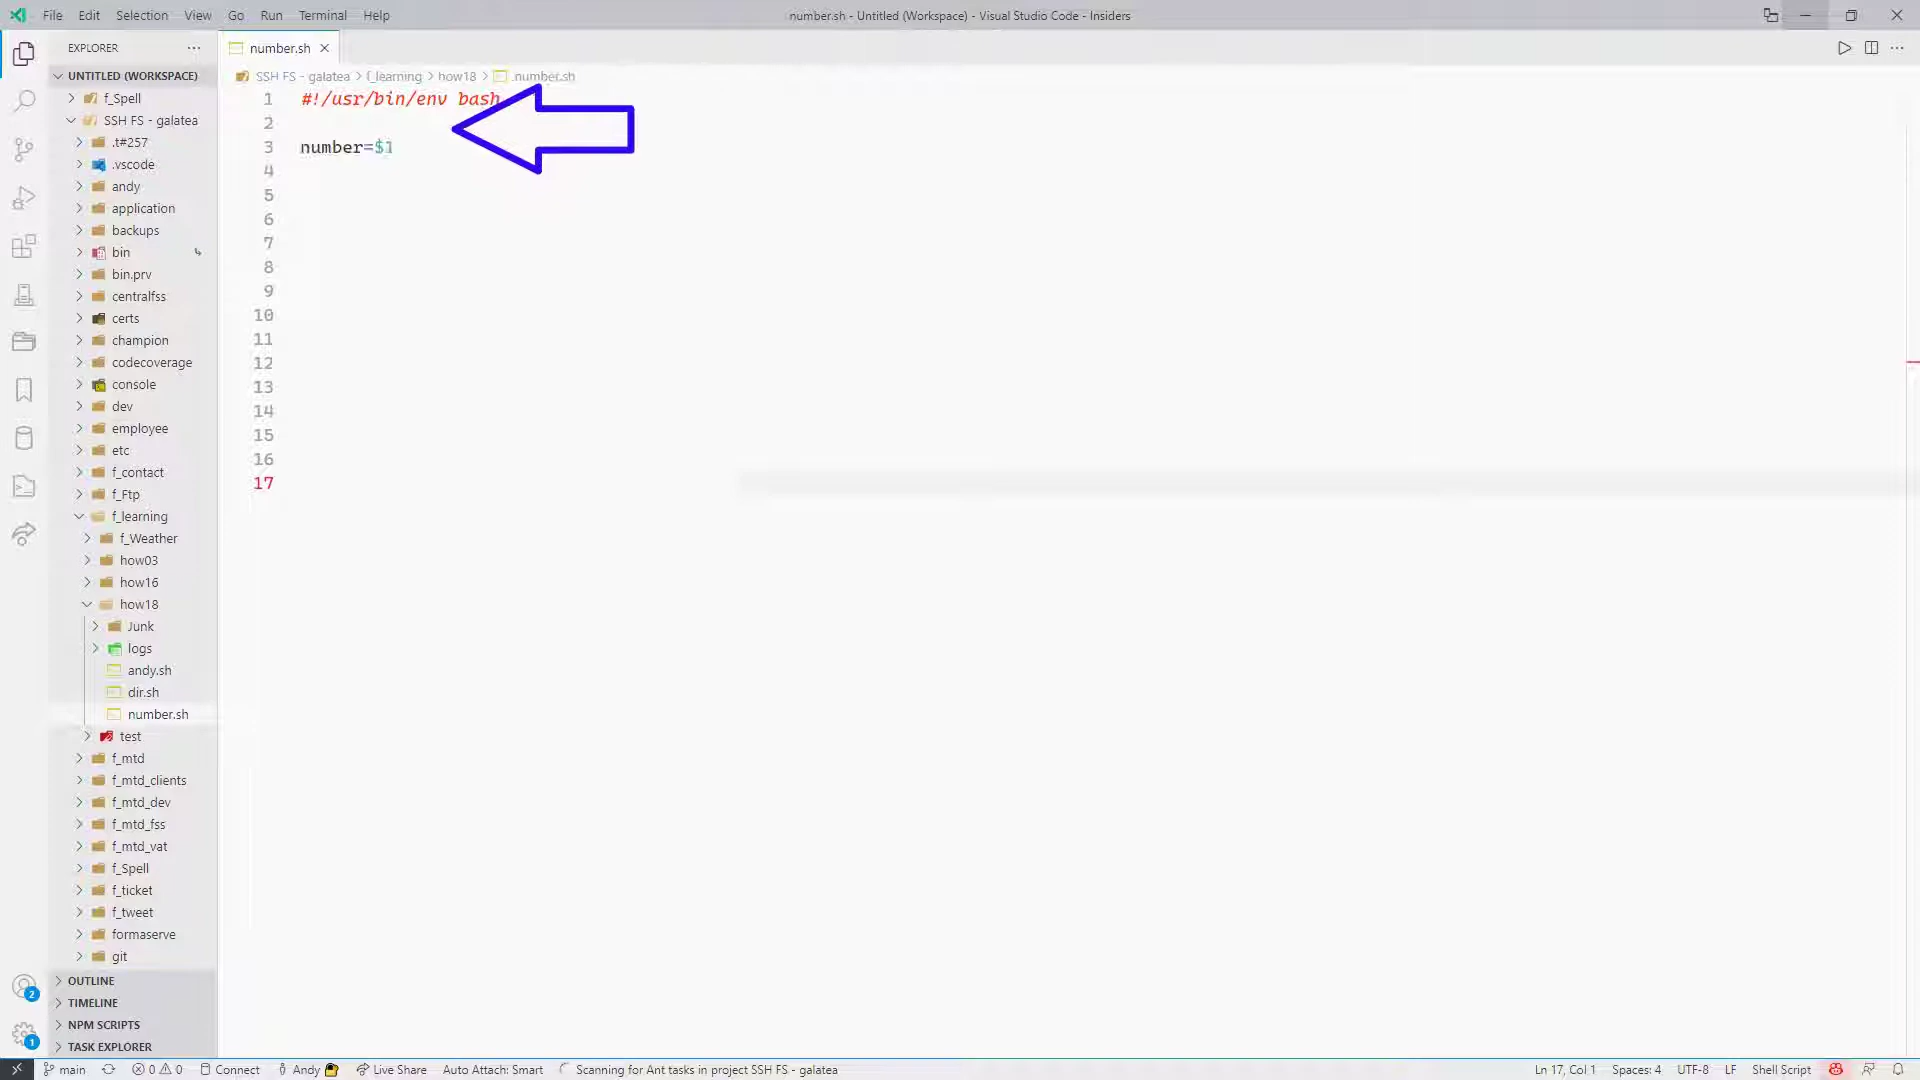 File Edit Selection View Go Run Terminal Help
number.sh - Untitled (Workspace) - Visual Studio Code - Insiders
EXPLORER
number.sh
UNTITLED (WORKSPACE)
SSH FS - galatea > f_learning > how18 > number.sh
f_Spell
SSH FS - galatea
.t#257
.vscode
andy
application
backups
bin
bin.prv
centralfss
certs
champion
codecoverage
console
dev
employee
etc
f_contact
f_Ftp
f_learning
f_Weather
how03
how16
how18
Junk
logs
andy.sh
dir.sh
number.sh
test
f_mtd
f_mtd_clients
f_mtd_dev
f_mtd_fss
f_mtd_vat
f_Spell
f_ticket
f_tweet
formaserve
git
OUTLINE
TIMELINE
NPM SCRIPTS
TASK EXPLORER
1 #!/usr/bin/env bash
2
3 number=$1
4
5
6
7
8
9
10
11
12
13
14
15
16
17
2
1
main 0 0 Connect Andy Live Share Auto Attach: Smart Scanning for Ant tasks in project SSH FS - galatea Ln 17, Col 1 Spaces: 4 UTF-8 LF Shell Script